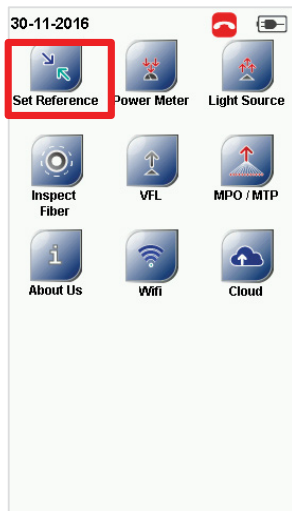 30-11-2016
Set Reference
Power Meter
Light Source
Inspect
Fiber
VFL
MPO / MTP
i
About Us
Wifi
Cloud